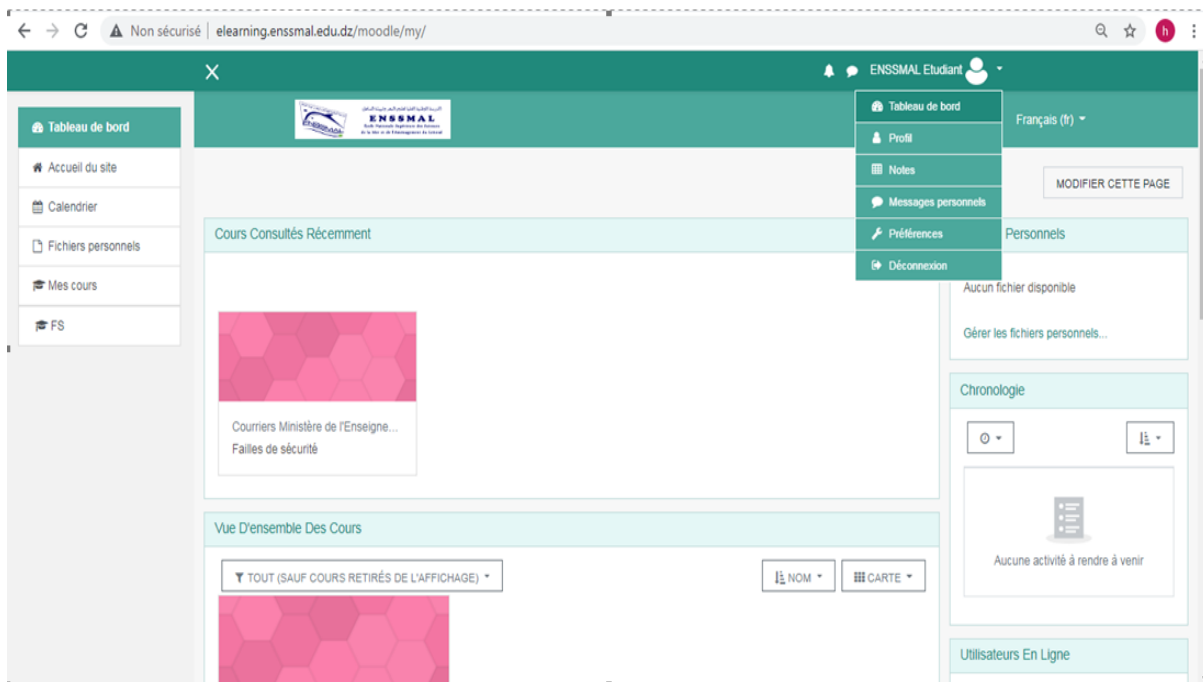 Non sécurisé | elearning.enssmal.edu.dz/moodle/my/
h
ENSSMAL Etudiant
ENSSMAL
Français (fr)
Tableau de bord
Accueil du site
Calendrier
Fichiers personnels
Mes cours
FS
Tableau de bord
Profil
Notes
Messages personnels
Préférences
Déconnexion
MODIFIER CETTE PAGE
Cours Consultés Récemment
Courriers Ministère de l'Enseigne...
Failles de sécurité
Vue D'ensemble Des Cours
TOUT (SAUF COURS RETIRÉS DE L'AFFICHAGE)
NOM
CARTE
Personnels
Aucun fichier disponible
Gérer les fichiers personnels...
Chronologie
Aucune activité à rendre à venir
Utilisateurs En Ligne